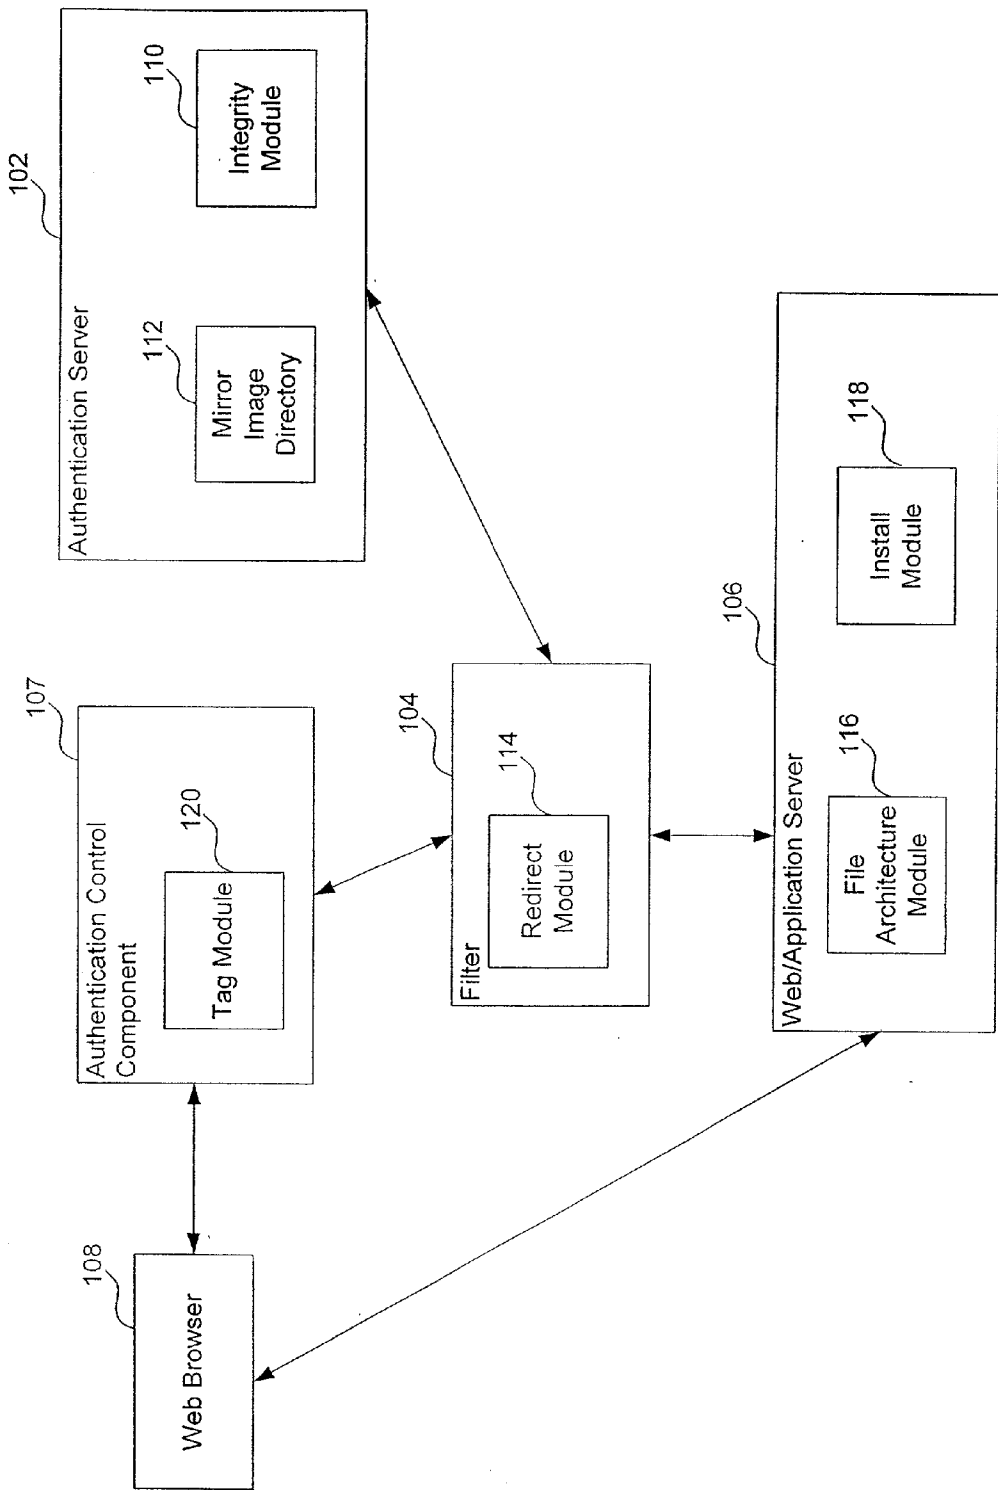 108
Web Browser
107
Authentication Control
Component
120
Tag Module
102
Authentication Server
112
Mirror
Image
Directory
110
Integrity
Module
104
Filter
114
Redirect
Module
106
Web/Application Server
116
File
Architecture
Module
118
Install
Module